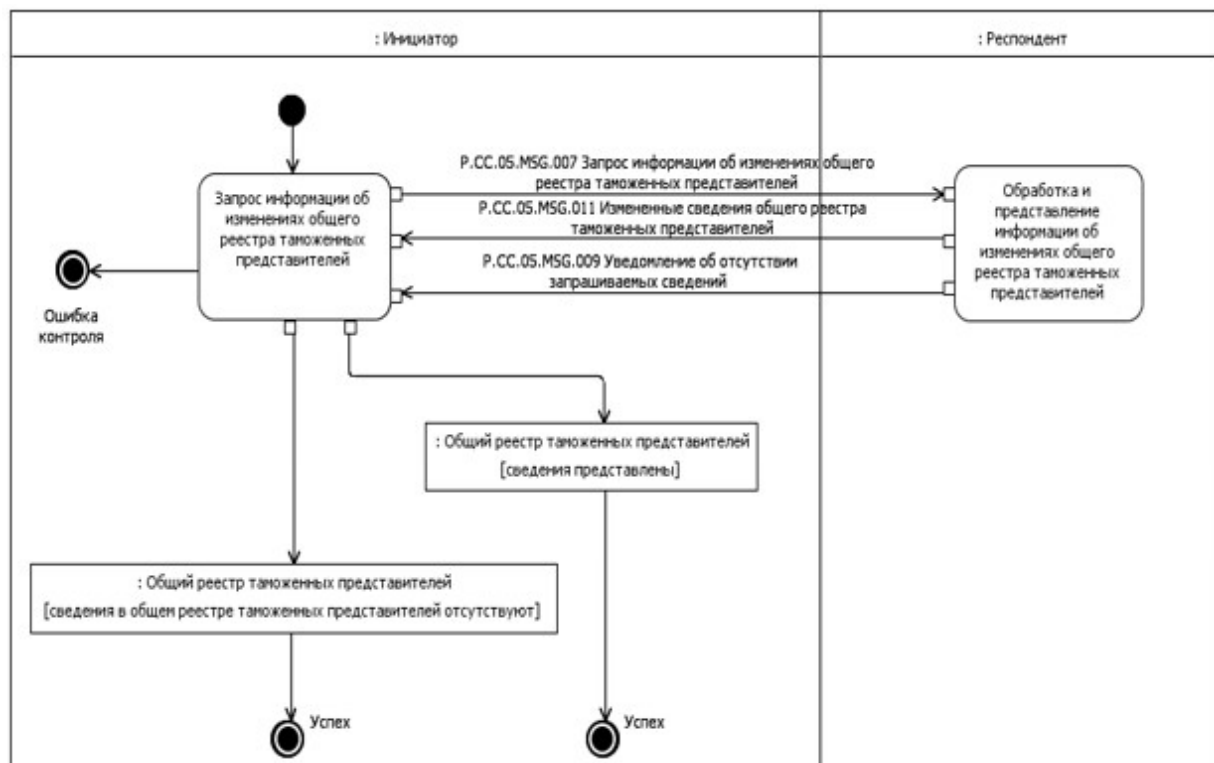 : Инициатор
: Респондент
P.CC.05.MSG.007 Запрос информации об изменениях общего
реестра таможенных представителей
P.CC.05.MSG.011 Измененные сведения общего реестра
таможенных представителей
P.CC.05.MSG.009 Уведомление об отсутствии
запрашиваемых сведений
Запрос информации об
изменениях общего
реестра таможенных
представителей
Обработка и
представление
информации об
изменениях общего
реестра таможенных
представителей
Ошибка
контроля
: Общий реестр таможенных представителей
[сведения представлены]
: Общий реестр таможенных представителей
[сведения в общем реестре таможенных представителей отсутствуют]
Успех
Успех